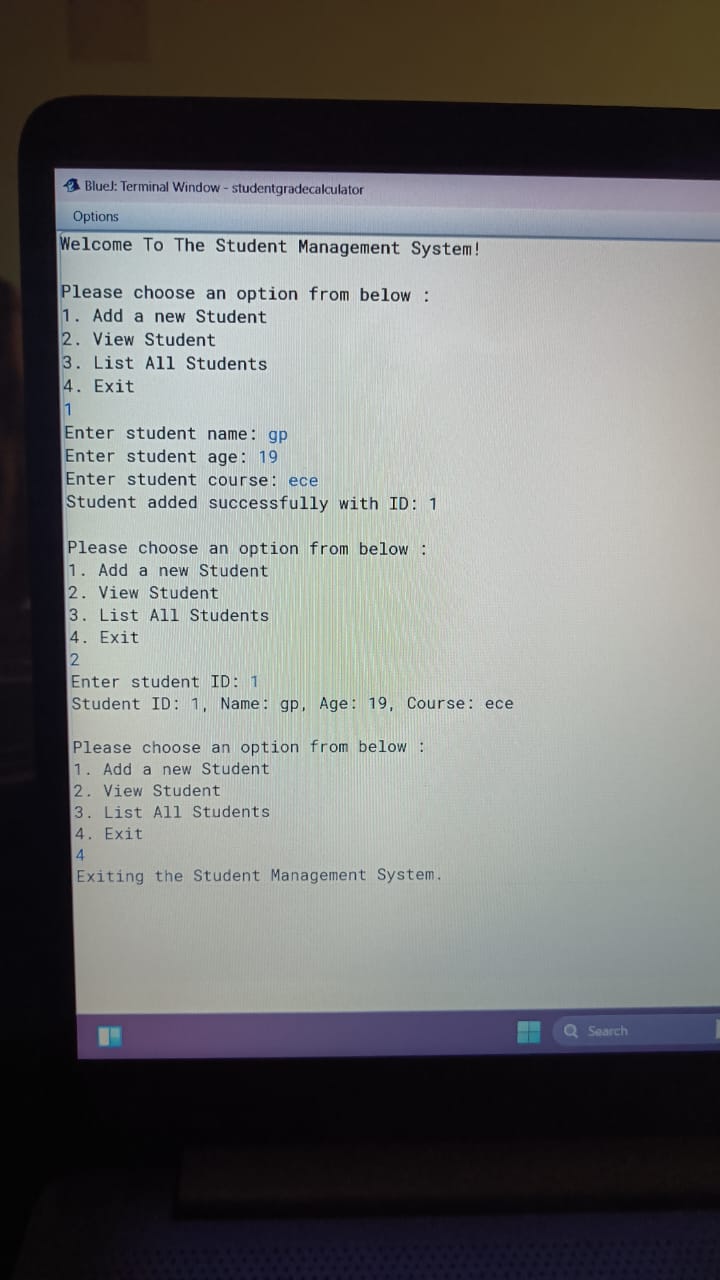 BlueJ: Terminal Window - studentgradecalculator
Options
Welcome To The Student Management System!
Please choose an option from below :
1. Add a new Student
2. View Student
3. List All Students
4. Exit
1
Enter student name: gp
Enter student age: 19
Enter student course: ece
Student added successfully with ID: 1
Please choose an option from below :
1. Add a new Student
2. View Student
3. List All Students
4. Exit
2
Enter student ID: 1
Student ID: 1, Name: gp, Age: 19, Course: ece
Please choose an option from below :
1. Add a new Student
2. View Student
3. List All Students
4. Exit
4
Exiting the Student Management System.
Search